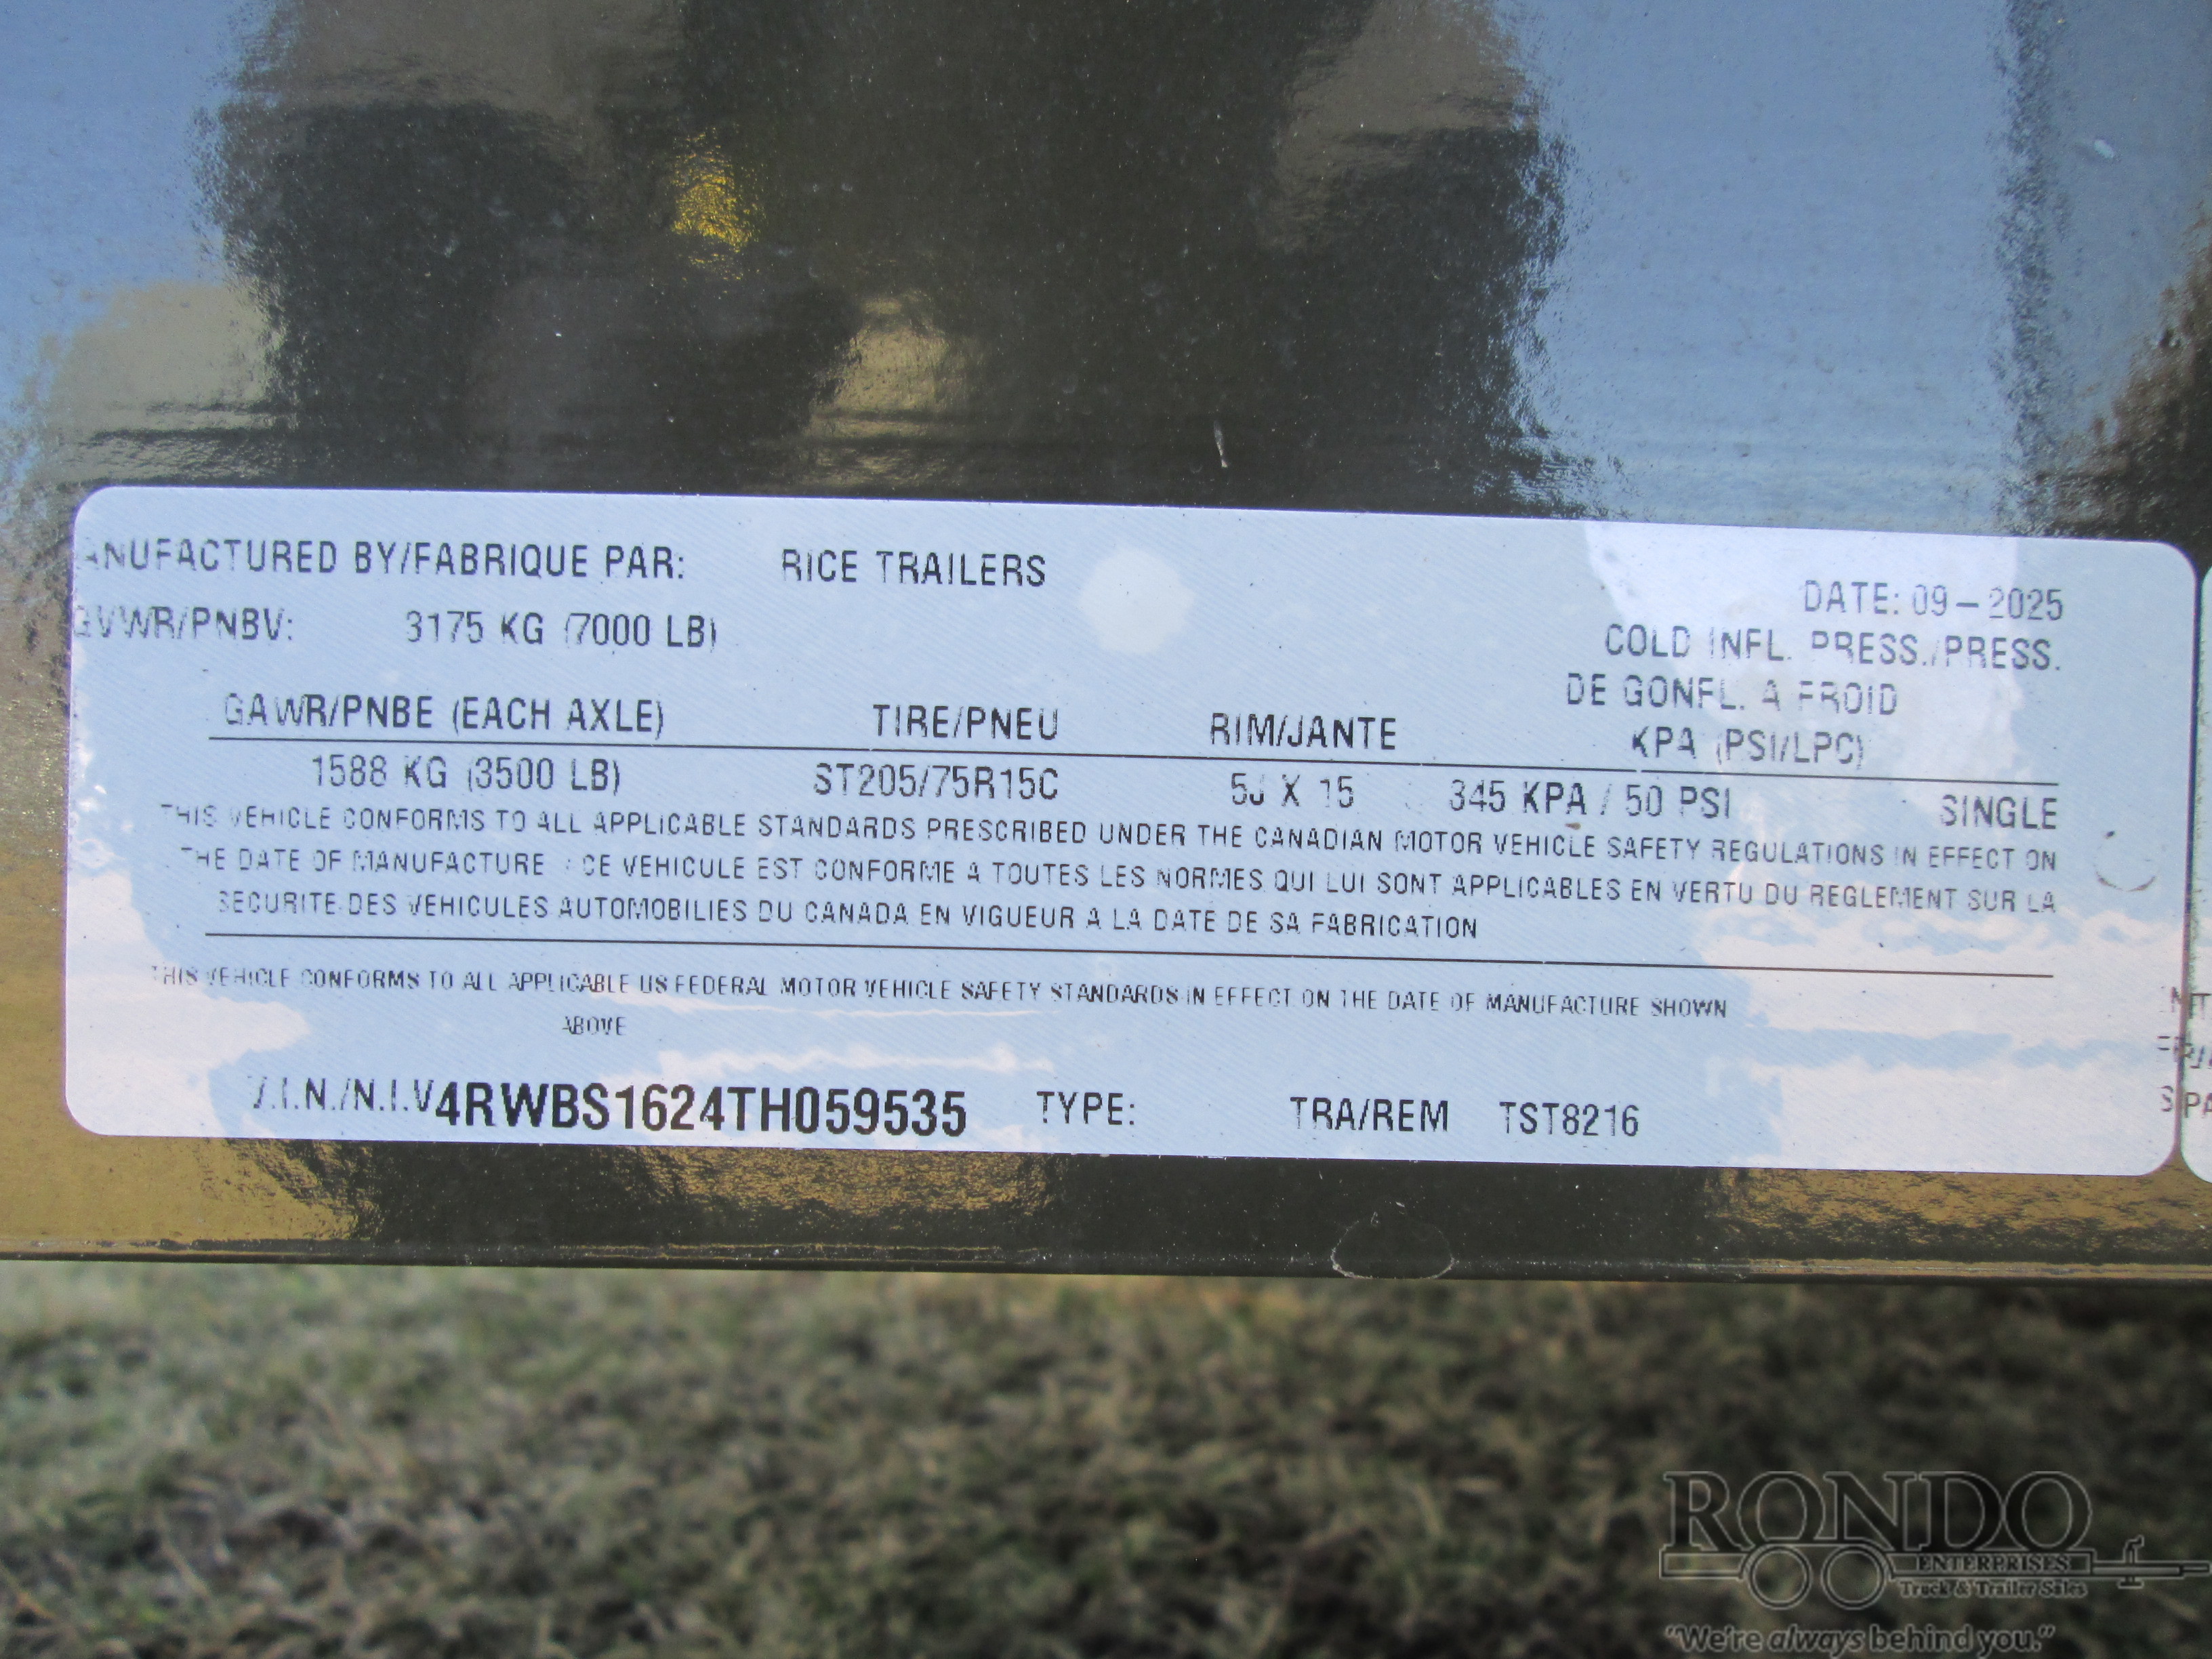 ANUFACTURED BY/FABRIQUE PAR: RICE TRAILERS
DATE: 09-2025
GVWR/PNBV: 3175 KG (7000 LB)
COLD INFL. PRESS./PRESS.
DE GONFL. A FROID
GAWR/PNBE (EACH AXLE) TIRE/PNEU RIM/JANTE KPA (PSI/LPC)
1588 KG (3500 LB) ST205/75R15C 5J X 15 345 KPA / 50 PSI SINGLE
THIS VEHICLE CONFORMS TO ALL APPLICABLE STANDARDS PRESCRIBED UNDER THE CANADIAN MOTOR VEHICLE SAFETY REGULATIONS IN EFFECT ON
THE DATE OF MANUFACTURE / CE VEHICULE EST CONFORME A TOUTES LES NORMES QUI LUI SONT APPLICABLES EN VERTU DU REGLEMENT SUR LA
SECURITE DES VEHICULES AUTOMOBILIES DU CANADA EN VIGUEUR A LA DATE DE SA FABRICATION
THIS VEHICLE CONFORMS TO ALL APPLICABLE US FEDERAL MOTOR VEHICLE SAFETY STANDARDS IN EFFECT ON THE DATE OF MANUFACTURE SHOWN
ABOVE
V.I.N./N.I.V 4RWBS1624TH059535 TYPE: TRA/REM TST8216
RONDO
ENTERPRISES
Truck & Trailer Sales
"We're always behind you."